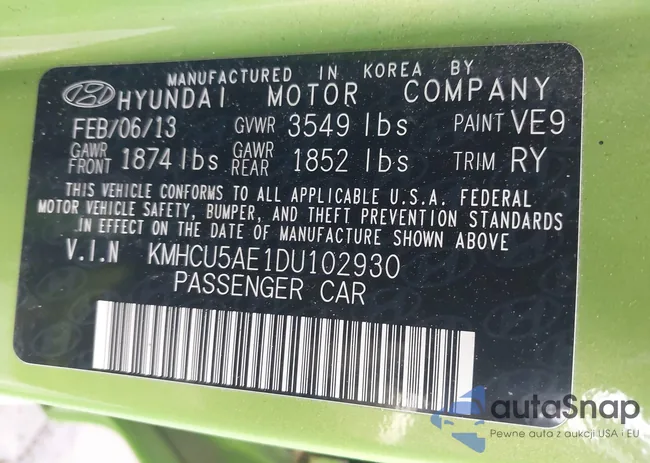 MANUFACTURED IN KOREA BY
HYUNDAI MOTOR COMPANY
FEB/06/13 GVWR 3549 lbs PAINT VE9
GAWR FRONT 1874 lbs GAWR REAR 1852 lbs TRIM RY
THIS VEHICLE CONFORMS TO ALL APPLICABLE U.S.A. FEDERAL
MOTOR VEHICLE SAFETY, BUMPER, AND THEFT PREVENTION STANDARDS
IN EFFECT ON THE DATE OF MANUFACTURE SHOWN ABOVE
V.I.N KMHCU5AE1DU102930
PASSENGER CAR
autoSnap
Pewne auta z aukcji USA i EU